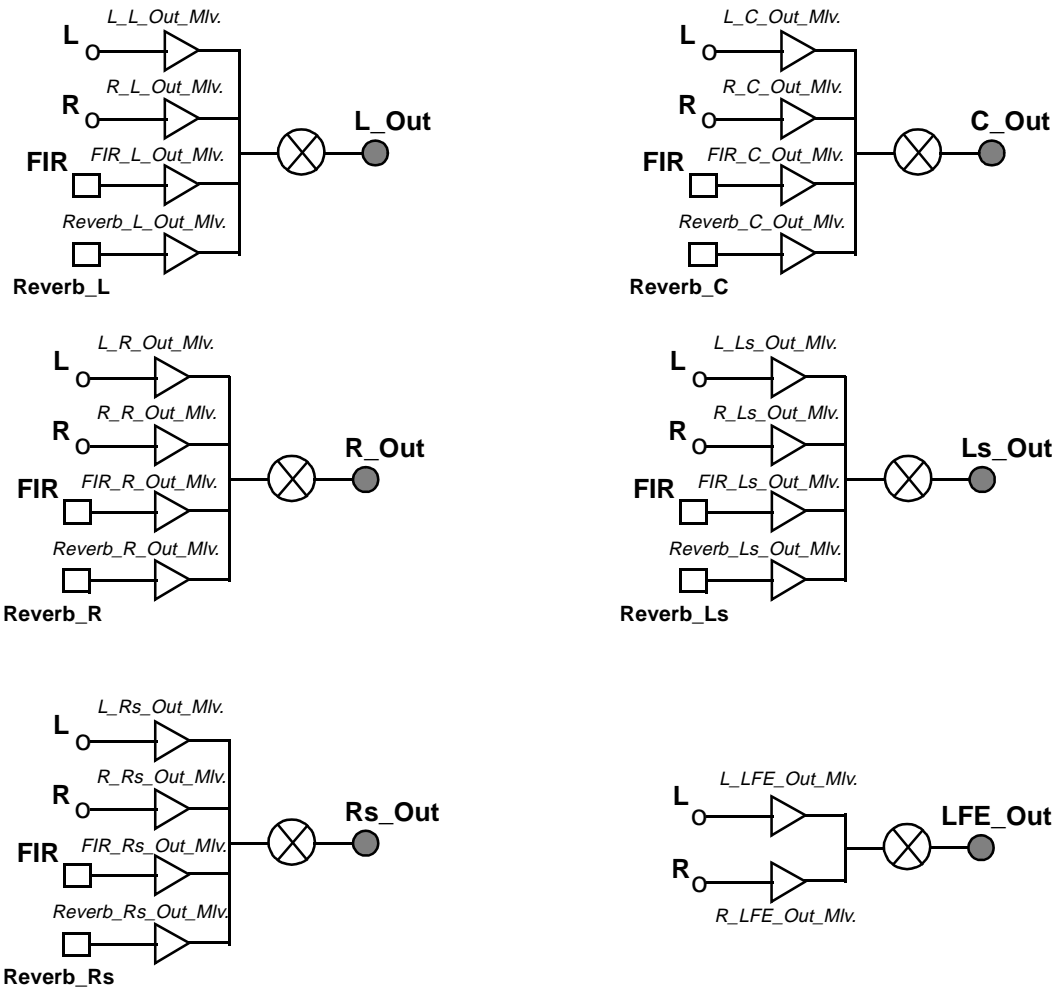 L_L_Out_Mlv.
L
R_L_Out_Mlv.
R
L_Out
FIR_L_Out_Mlv.
FIR
Reverb_L_Out_Mlv.
Reverb_L
L_C_Out_Mlv.
L
R_C_Out_Mlv.
R
C_Out
FIR_C_Out_Mlv.
FIR
Reverb_C_Out_Mlv.
Reverb_C
L_R_Out_Mlv.
L
R_R_Out_Mlv.
R
R_Out
FIR_R_Out_Mlv.
FIR
Reverb_R_Out_Mlv.
Reverb_R
L_Ls_Out_Mlv.
L
R_Ls_Out_Mlv.
R
Ls_Out
FIR_Ls_Out_Mlv.
FIR
Reverb_Ls_Out_Mlv.
Reverb_Ls
L_Rs_Out_Mlv.
L
R_Rs_Out_Mlv.
R
Rs_Out
FIR_Rs_Out_Mlv.
FIR
Reverb_Rs_Out_Mlv.
Reverb_Rs
L_LFE_Out_Mlv.
L
LFE_Out
R
R_LFE_Out_Mlv.